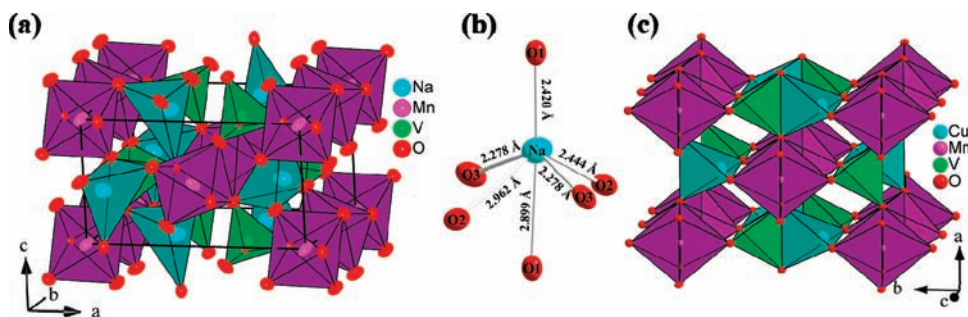 (a)
Na
Mn
V
O
c
b
a
(b)
O1
2.420 Å
Na
2.278 Å
2.444 Å
O3
O2
2.278 Å
O3
2.962 Å
O2
2.899 Å
O1
(c)
Cu
Mn
V
O
a
b
c